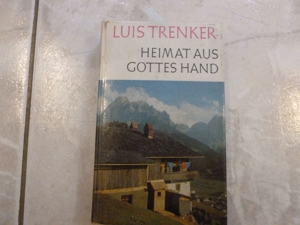 LUIS TRENKER
HEIMAT AUS
GOTTES HAND